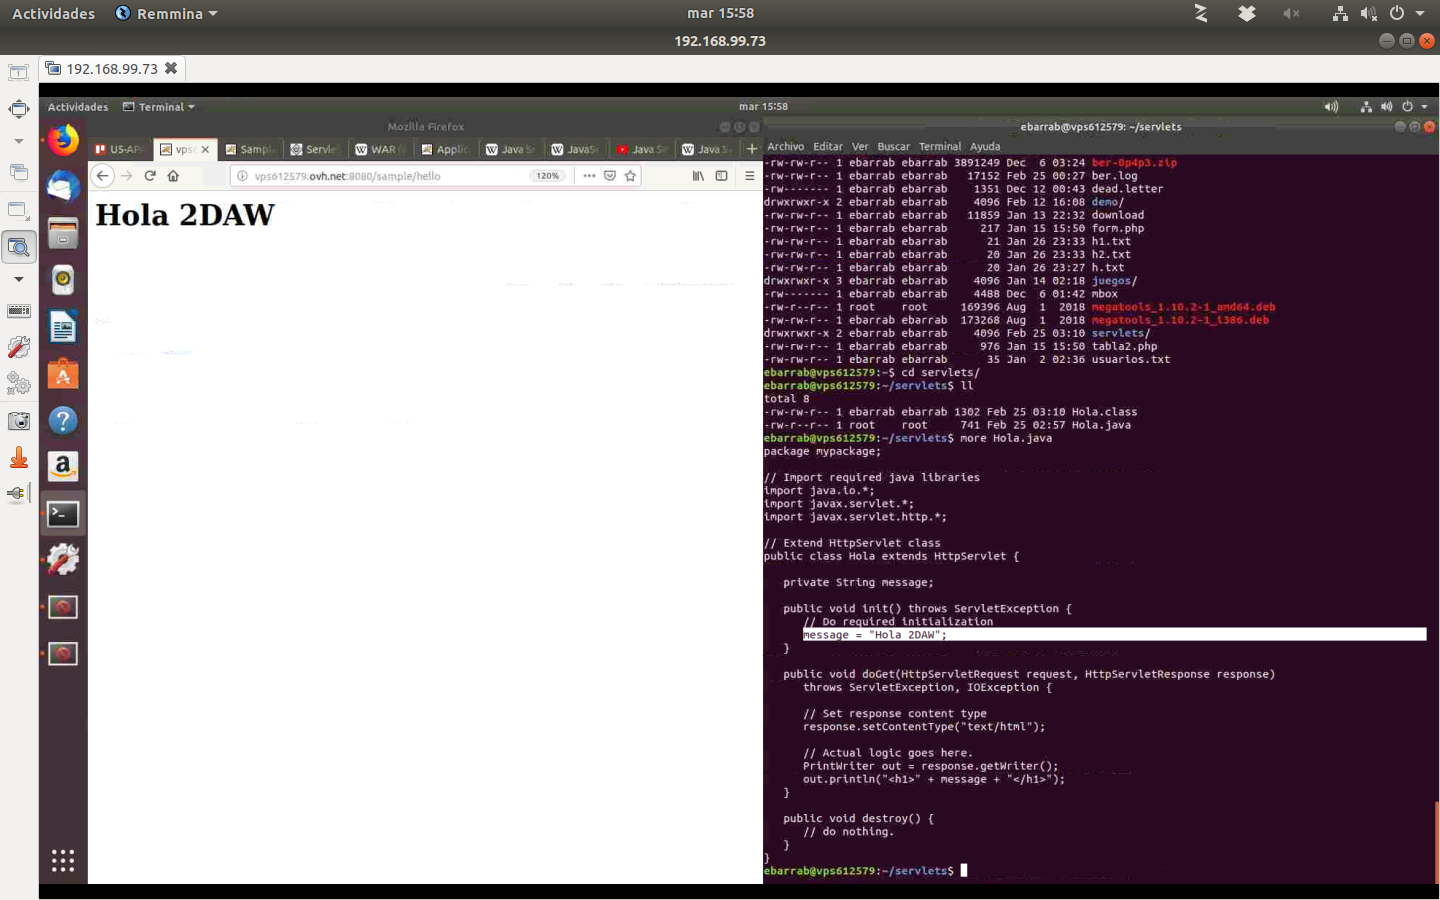 Actividades Remmina mar 15:58
192.168.99.73
192.168.99.73
Actividades Terminal mar 15:58
Mozilla Firefox
U5-AP vps Sample Servle WAR Applic Java Se JavaSe Java S Java S
vps612579.ovh.net:8080/sample/hello 120%
Hola 2DAW
ebarrab@vps612579: ~/servlets
Archivo Editar Ver Buscar Terminal Ayuda
-rw-rw-r-- 1 ebarrab ebarrab 3891249 Dec 6 03:24 ber-0p4p3.zip
-rw-rw-r-- 1 ebarrab ebarrab 17152 Feb 25 00:27 ber.log
-rw------- 1 ebarrab ebarrab 1351 Dec 12 00:43 dead.letter
drwxrwxr-x 2 ebarrab ebarrab 4096 Feb 12 16:08 demo/
-rw-rw-r-- 1 ebarrab ebarrab 11859 Jan 13 22:32 download
-rw-rw-r-- 1 ebarrab ebarrab 217 Jan 15 15:50 form.php
-rw-rw-r-- 1 ebarrab ebarrab 21 Jan 26 23:33 h1.txt
-rw-rw-r-- 1 ebarrab ebarrab 20 Jan 26 23:33 h2.txt
-rw-rw-r-- 1 ebarrab ebarrab 20 Jan 26 23:27 h.txt
drwxrwxr-x 3 ebarrab ebarrab 4096 Jan 14 02:18 juegos/
-rw------- 1 ebarrab ebarrab 4488 Dec 6 01:42 mbox
-rw-rw-r-- 1 root root 169396 Aug 1 2018 megatools_1.10.2-1_amd64.deb
-rw-rw-r-- 1 ebarrab ebarrab 173268 Aug 1 2018 megatools_1.10.2-1_i386.deb
drwxrwxr-x 2 ebarrab ebarrab 4096 Feb 25 03:10 servlets/
-rw-rw-r-- 1 ebarrab ebarrab 976 Jan 15 15:50 tabla2.php
-rw-rw-r-- 1 ebarrab ebarrab 35 Jan 2 02:36 usuarios.txt
ebarrab@vps612579:~$ cd servlets/
ebarrab@vps612579:~/servlets$ ll
total 8
-rw-rw-r-- 1 ebarrab ebarrab 1302 Feb 25 03:10 Hola.class
-rw-r--r-- 1 root root 741 Feb 25 02:57 Hola.java
ebarrab@vps612579:~/servlets$ more Hola.java
package mypackage;
// Import required java libraries
import java.io.*;
import javax.servlet.*;
import javax.servlet.http.*;
// Extend HttpServlet class
public class Hola extends HttpServlet {
private String message;
public void init() throws ServletException {
// Do required initialization
message = "Hola 2DAW";
}
public void doGet(HttpServletRequest request, HttpServletResponse response)
throws ServletException, IOException {
// Set response content type
response.setContentType("text/html");
// Actual logic goes here.
PrintWriter out = response.getWriter();
out.println("<h1>" + message + "</h1>");
}
public void destroy() {
// do nothing.
}
}
ebarrab@vps612579:~/servlets$